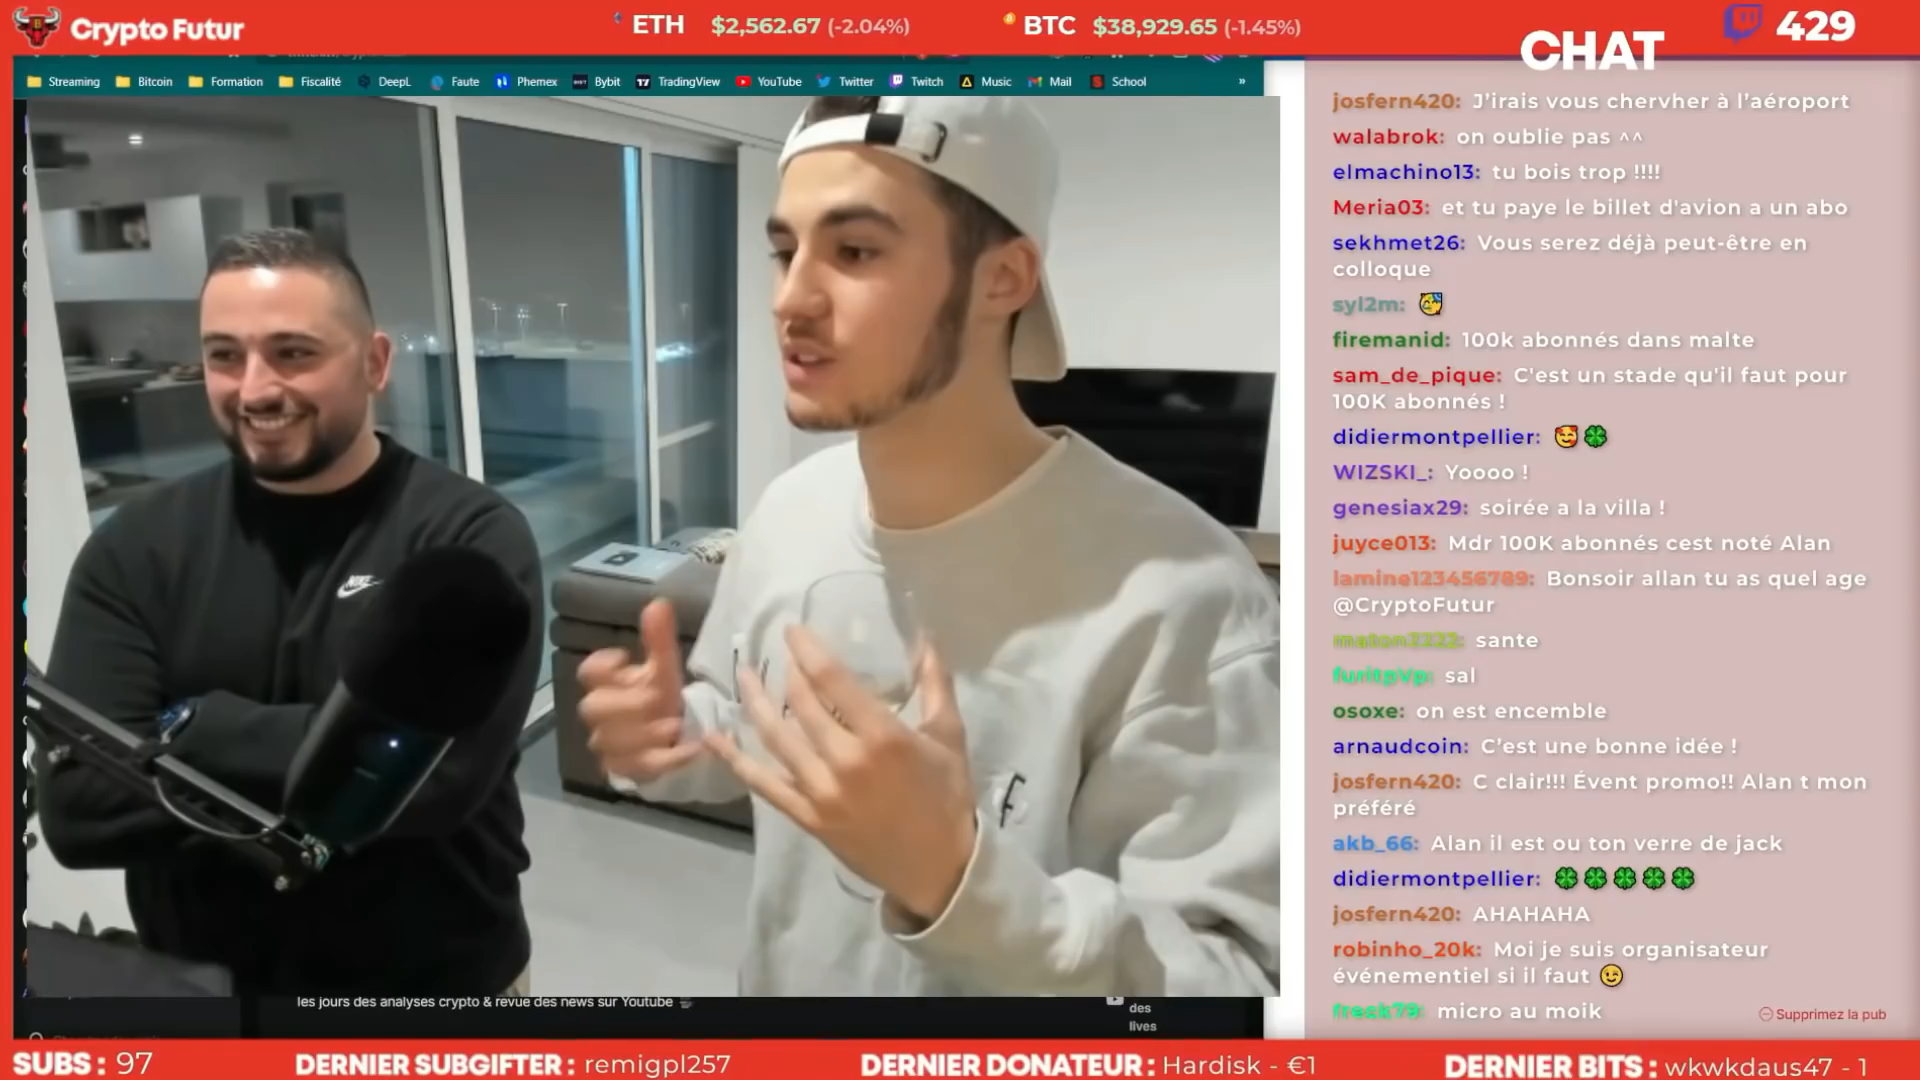 Crypto Futur
ETH $2,562.67 (-2.04%)
BTC $38,929.65 (-1.45%)
CHAT
429
Streaming Bitcoin Formation Fiscalité DeepL Faute Phemex Bybit TradingView YouTube Twitter Twitch Music Mail School »
josfern420: J'irais vous chervher à l'aéroport
walabrok: on oublie pas ^^
elmachino13: tu bois trop !!!!
Meria03: et tu paye le billet d'avion a un abo
sekhmet26: Vous serez déjà peut-être en
colloque
syl2m: 🥳
firemanid: 100k abonnés dans malte
sam_de_pique: C'est un stade qu'il faut pour
100K abonnés !
didiermontpellier: 🥰🍀
WIZSKI_: Yoooo !
genesiax29: soirée a la villa !
juyce013: Mdr 100K abonnés cest noté Alan
lamine123456789: Bonsoir allan tu as quel age
@CryptoFutur
maton2222: sante
furitpVp: sal
osoxe: on est encemble
arnaudcoin: C'est une bonne idée !
josfern420: C clair!!! Évent promo!! Alan t mon
préféré
akb_66: Alan il est ou ton verre de jack
didiermontpellier: 🍀🍀🍀🍀🍀
josfern420: AHAHAHA
robinho_20k: Moi je suis organisateur
événementiel si il faut 😉
fresk79: micro au moik
Supprimez la pub
NIKE
F
les jours des analyses crypto & revue des news sur Youtube
des
lives
SUBS : 97
DERNIER SUBGIFTER : remigpl257
DERNIER DONATEUR : Hardisk - €1
DERNIER BITS : wkwkdaus47 - 1